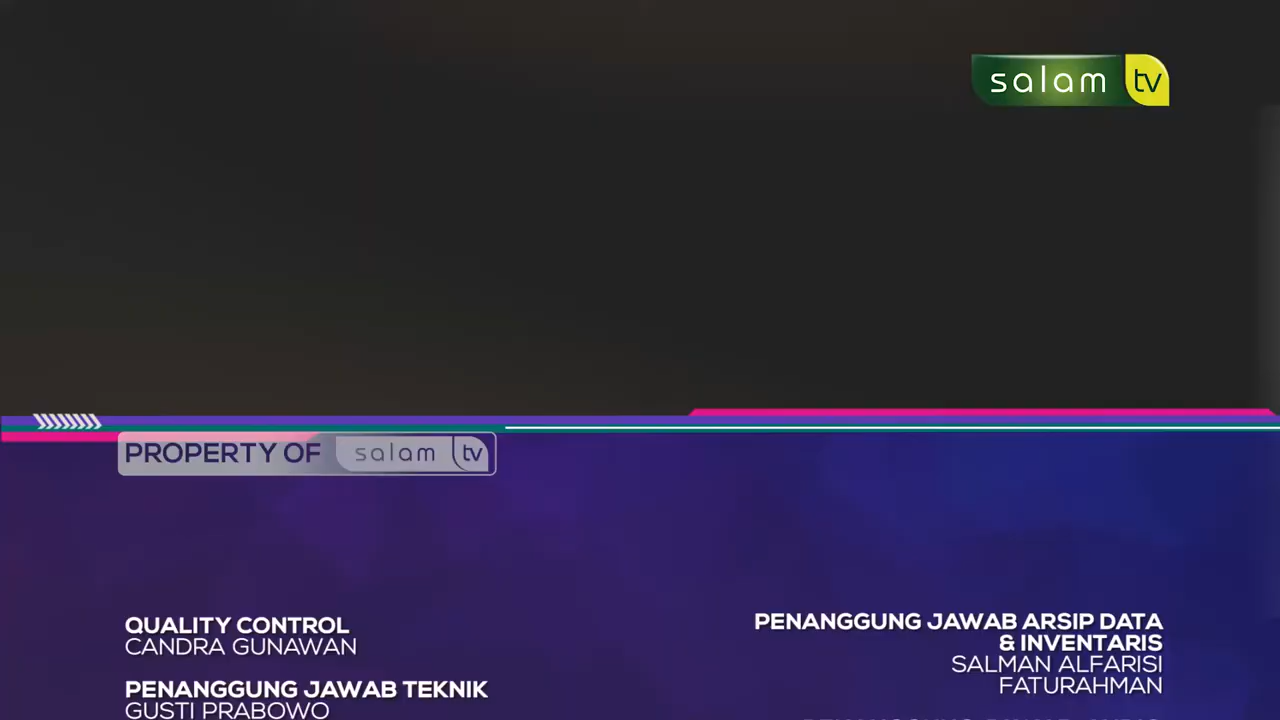 salam tv
PROPERTY OF salam tv
QUALITY CONTROL
CANDRA GUNAWAN
PENANGGUNG JAWAB TEKNIK
GUSTI PRABOWO
PENANGGUNG JAWAB ARSIP DATA
& INVENTARIS
SALMAN ALFARISI
FATURAHMAN